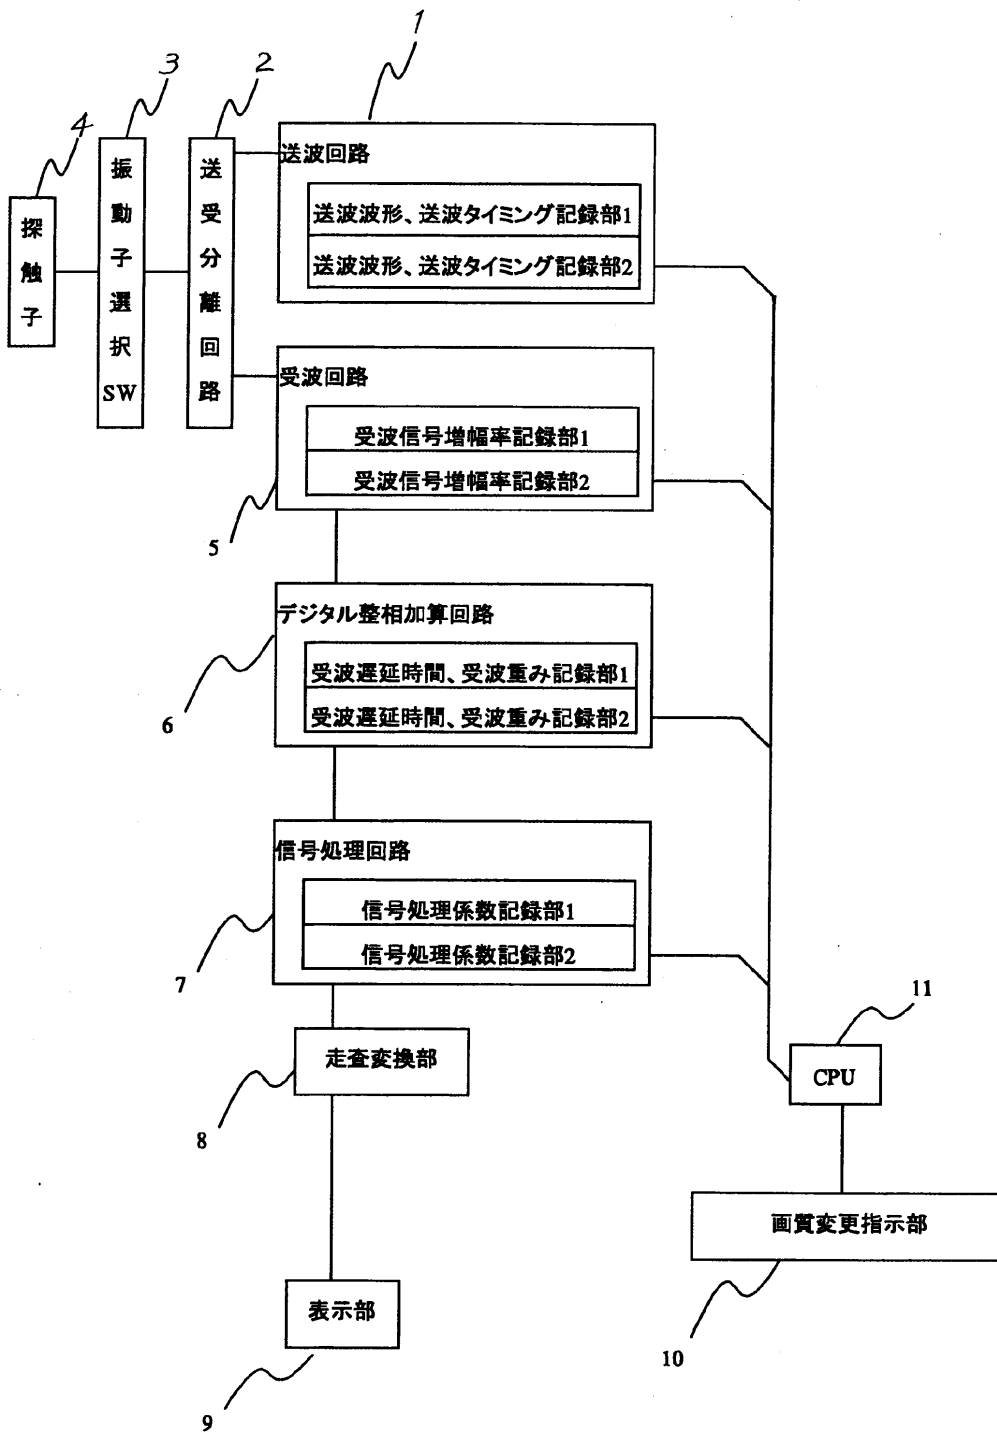 1
3
2
4
送波回路
送波波形、送波タイミング記録部1
送波波形、送波タイミング記録部2
探触子
振動子選択SW
送受分離回路
受波回路
受波信号増幅率記録部1
受波信号増幅率記録部2
5
デジタル整相加算回路
受波遅延時間、受波重み記録部1
受波遅延時間、受波重み記録部2
6
信号処理回路
信号処理係数記録部1
信号処理係数記録部2
7
走査変換部
8
11
CPU
画質変更指示部
10
表示部
9